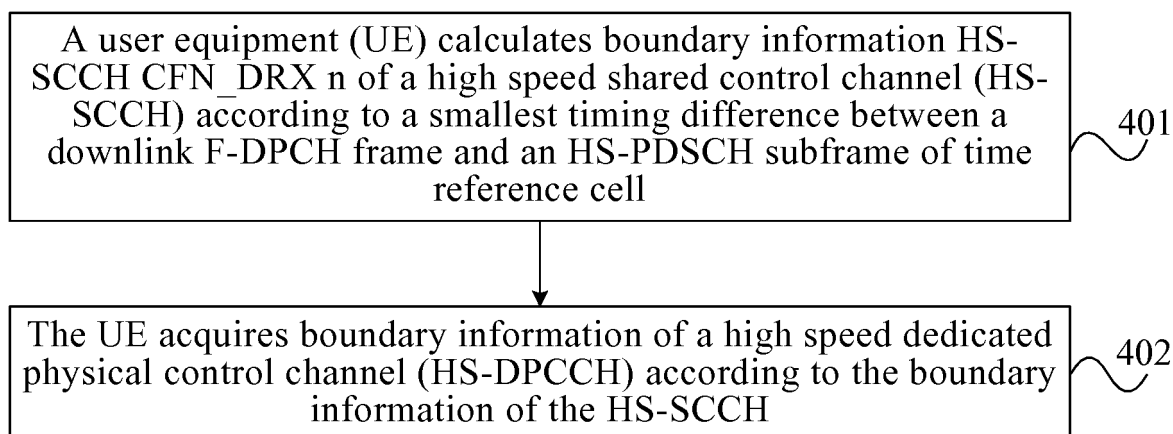 A user equipment (UE) calculates boundary information HS-
SCCH CFN_DRX n of a high speed shared control channel (HS-
SCCH) according to a smallest timing difference between a
downlink F-DPCH frame and an HS-PDSCH subframe of time
reference cell
401
The UE acquires boundary information of a high speed dedicated
physical control channel (HS-DPCCH) according to the boundary
information of the HS-SCCH
402